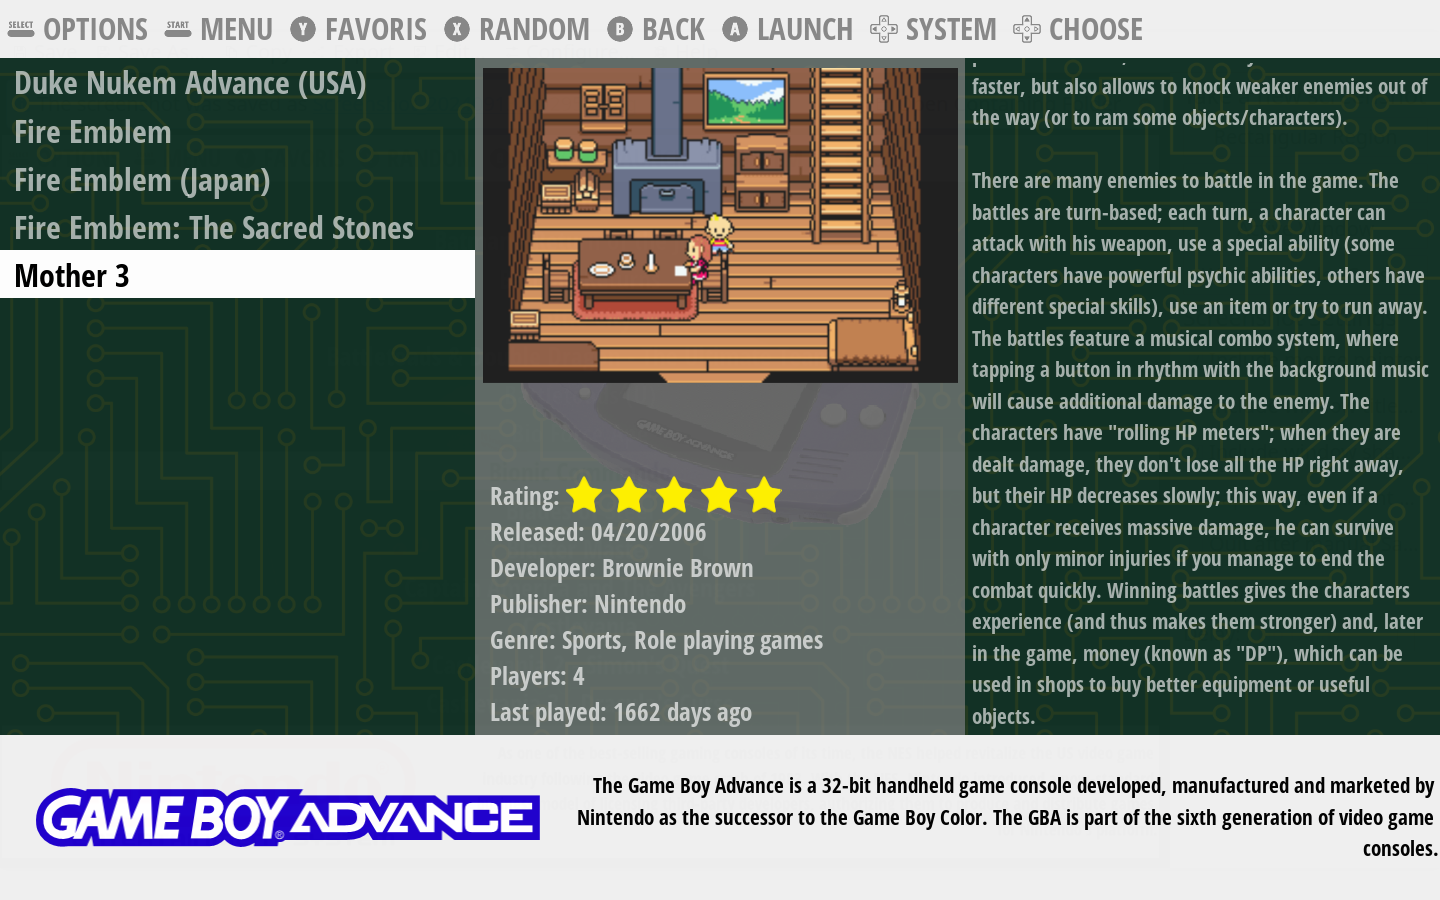 SELECT OPTIONS START MENU Y FAVORIS X RANDOM B BACK A LAUNCH SYSTEM CHOOSE
Duke Nukem Advance (USA)
Fire Emblem
Fire Emblem (Japan)
Fire Emblem: The Sacred Stones
Mother 3
GAME BOY ADVANCE
Rating:
Released: 04/20/2006
Developer: Brownie Brown
Publisher: Nintendo
Genre: Sports, Role playing games
Players: 4
Last played: 1662 days ago
faster, but also allows to knock weaker enemies out of
the way (or to ram some objects/characters).
There are many enemies to battle in the game. The
battles are turn-based; each turn, a character can
attack with his weapon, use a special ability (some
characters have powerful psychic abilities, others have
different special skills), use an item or try to run away.
The battles feature a musical combo system, where
tapping a button in rhythm with the background music
will cause additional damage to the enemy. The
characters have "rolling HP meters"; when they are
dealt damage, they don't lose all the HP right away,
but their HP decreases slowly; this way, even if a
character receives massive damage, he can survive
with only minor injuries if you manage to end the
combat quickly. Winning battles gives the characters
experience (and thus makes them stronger) and, later
in the game, money (known as "DP"), which can be
used in shops to buy better equipment or useful
objects.
GAME BOY® ADVANCE
The Game Boy Advance is a 32-bit handheld game console developed, manufactured and marketed by
Nintendo as the successor to the Game Boy Color. The GBA is part of the sixth generation of video game
consoles.